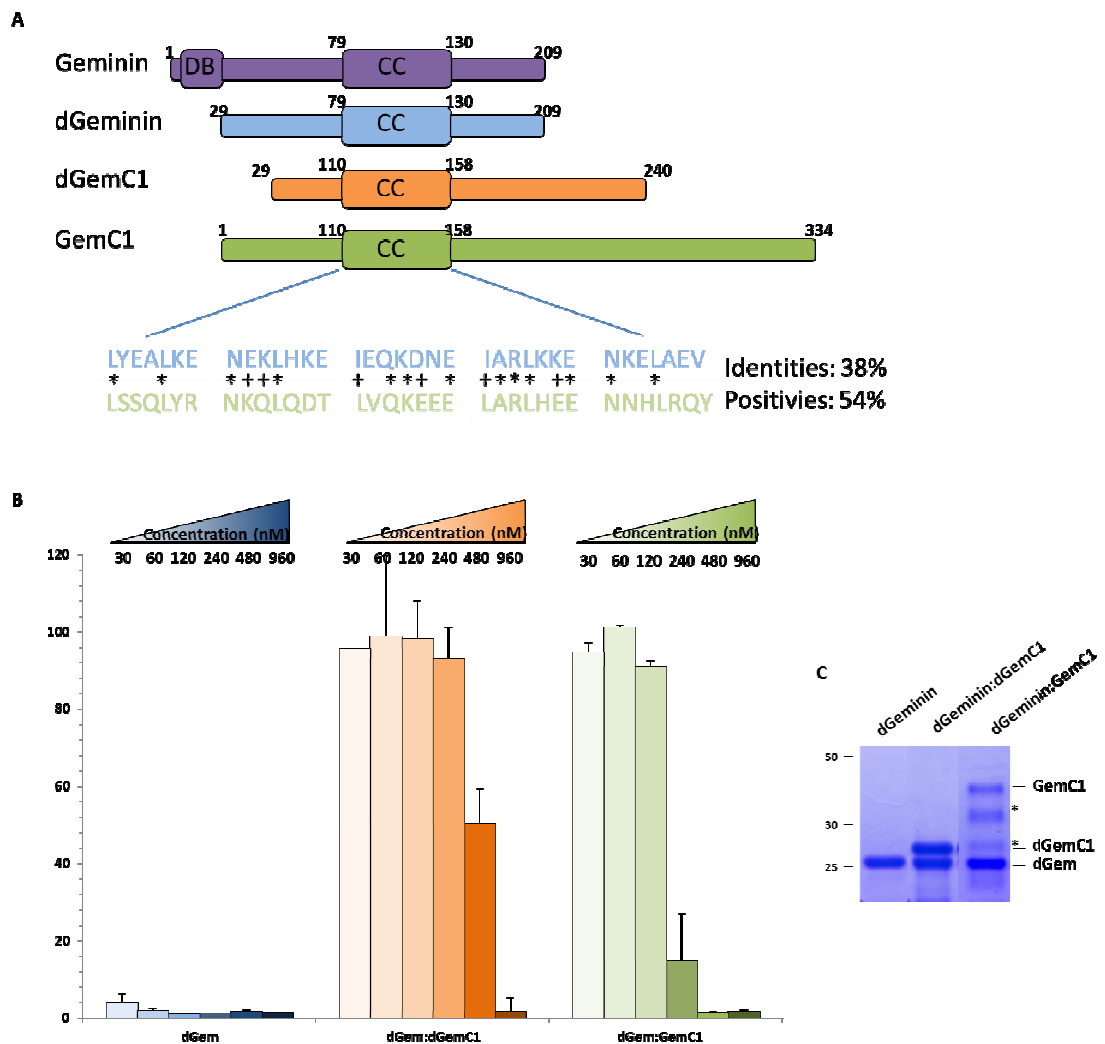 A
Geminin
1
DB
79
CC
130
209
dGeminin
29
79
CC
130
209
dGemC1
29
110
CC
158
240
GemC1
1
110
CC
158
334
LYEALKE NEKLHKE IEQKDNE IARLKKE NKELAEV
* * *++* + **+ * +*** +* * *
LSSQLYR NKQLQDT LVQKEEE LARLHEE NNHLRQY
Identities: 38%
Positivies: 54%
B
Concentration (nM) Concentration (nM) Concentration (nM)
30 60 120 240 480 960 30 60 120 240 480 960 30 60 120 240 480 960
120
100
80
60
40
20
0
dGem dGem:dGemC1 dGem:GemC1
C
dGeminin
dGeminin:dGemC1
dGeminin:GemC1
50
30
25
GemC1
*
*
dGemC1
dGem